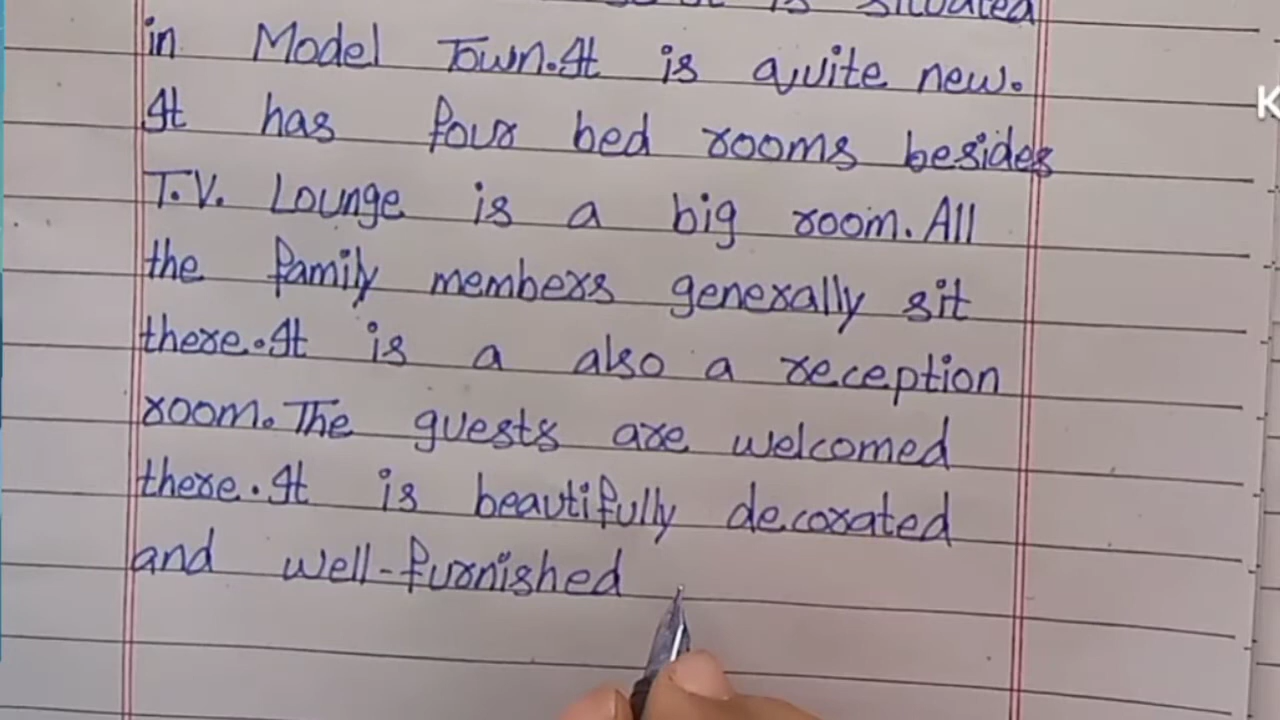 is situated
in Model Town.It is quite new.
It has four bed rooms besides
T.V. Lounge is a big room.All
the family members generally sit
there.It is a also a reception
room.The guests are welcomed
there.It is beautifully decorated
and well-furnished
K